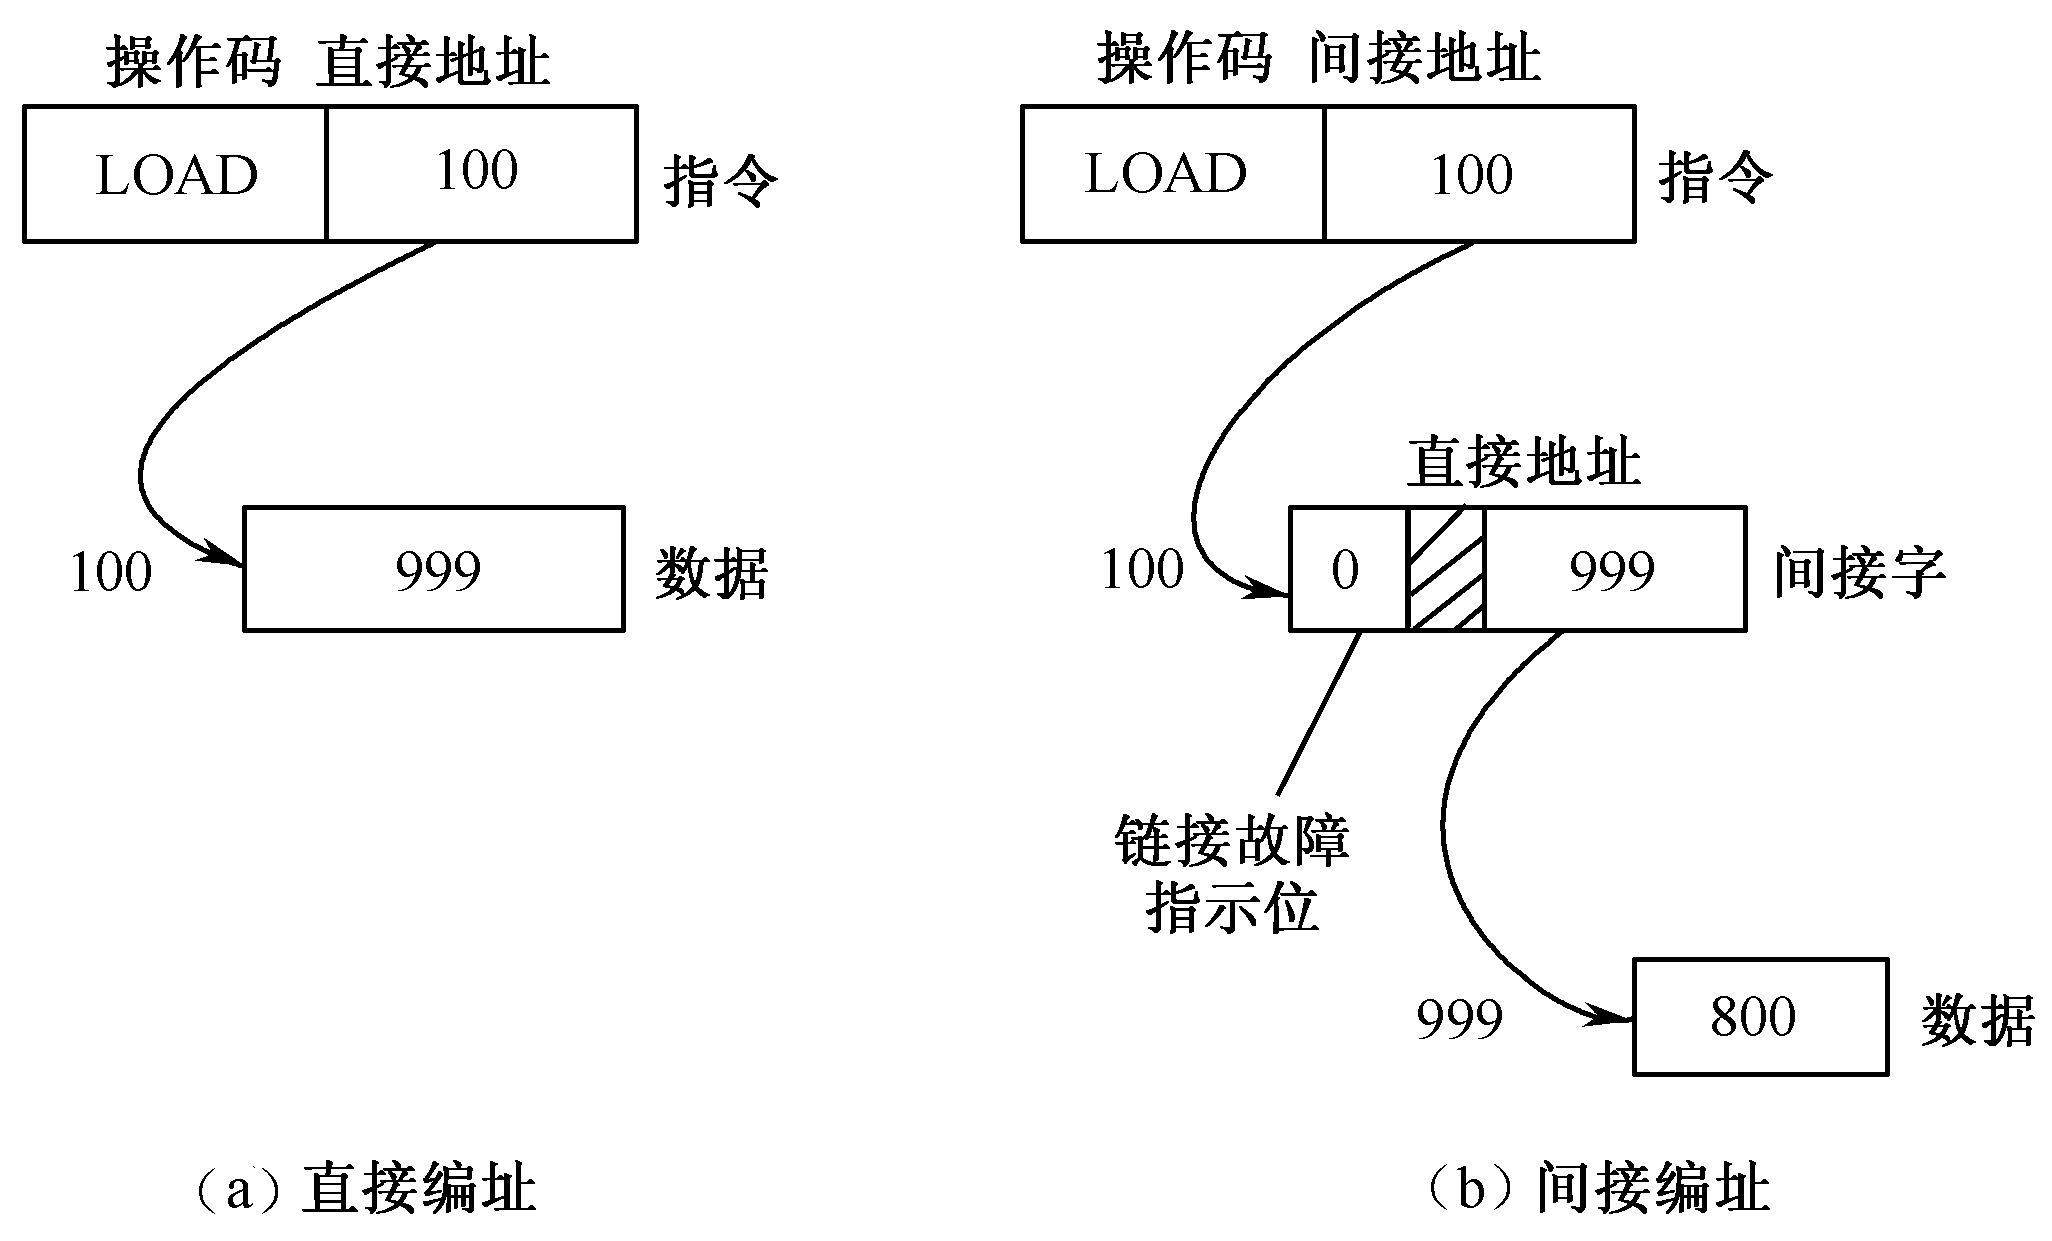 操作码 直接地址
LOAD 100 指令
100 999 数据
(a)直接编址
操作码 间接地址
LOAD 100 指令
直接地址
100 0 999 间接字
链接故障
指示位
999 800 数据
(b)间接编址